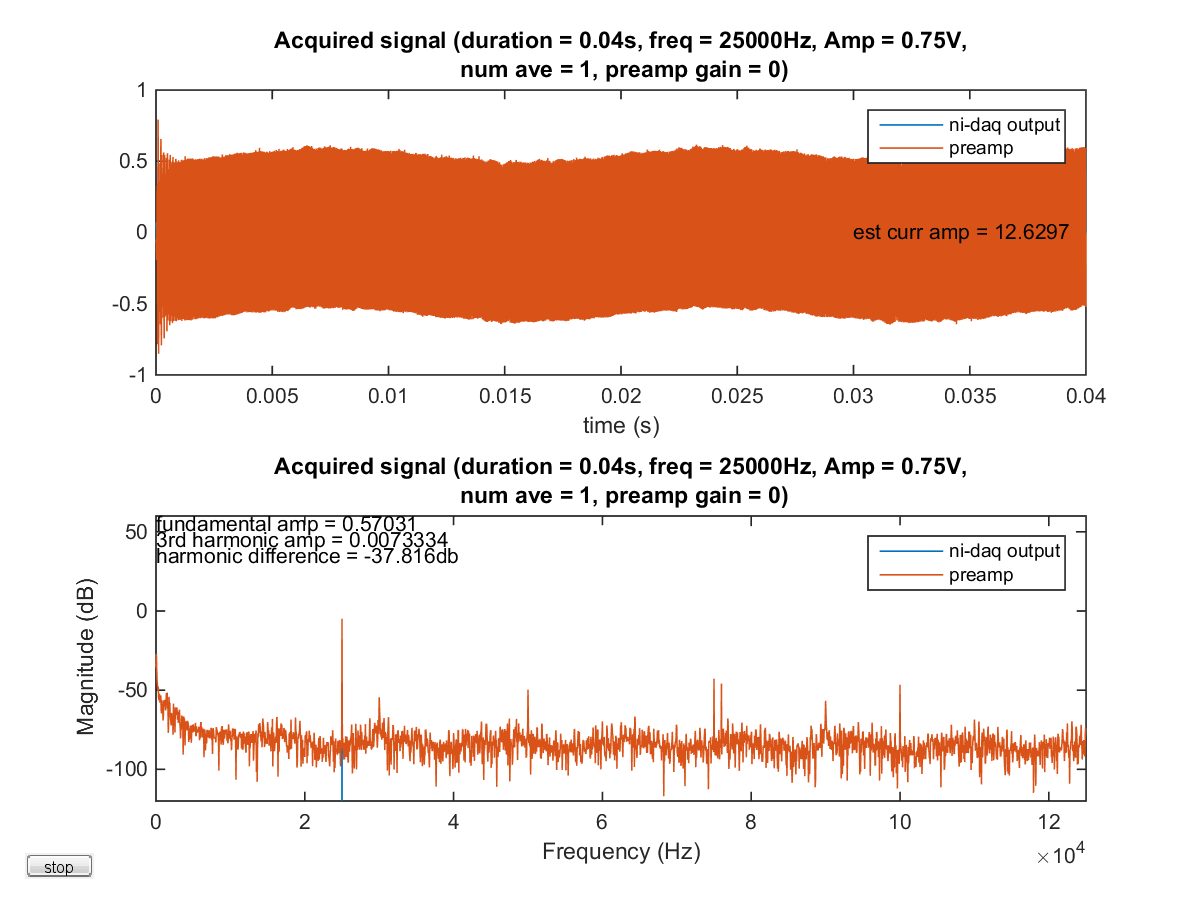 Acquired signal (duration = 0.04s, freq = 25000Hz, Amp = 0.75V,
num ave = 1, preamp gain = 0)
1
0.5
0
-0.5
-1
ni-daq output
preamp
est curr amp = 12.6297
0 0.005 0.01 0.015 0.02 0.025 0.03 0.035 0.04
time (s)
Acquired signal (duration = 0.04s, freq = 25000Hz, Amp = 0.75V,
num ave = 1, preamp gain = 0)
fundamental amp = 0.57031
3rd harmonic amp = 0.0073334
harmonic difference = -37.816db
ni-daq output
preamp
50
0
-50
-100
Magnitude (dB)
0 2 4 6 8 10 12
Frequency (Hz)
×10⁴
stop